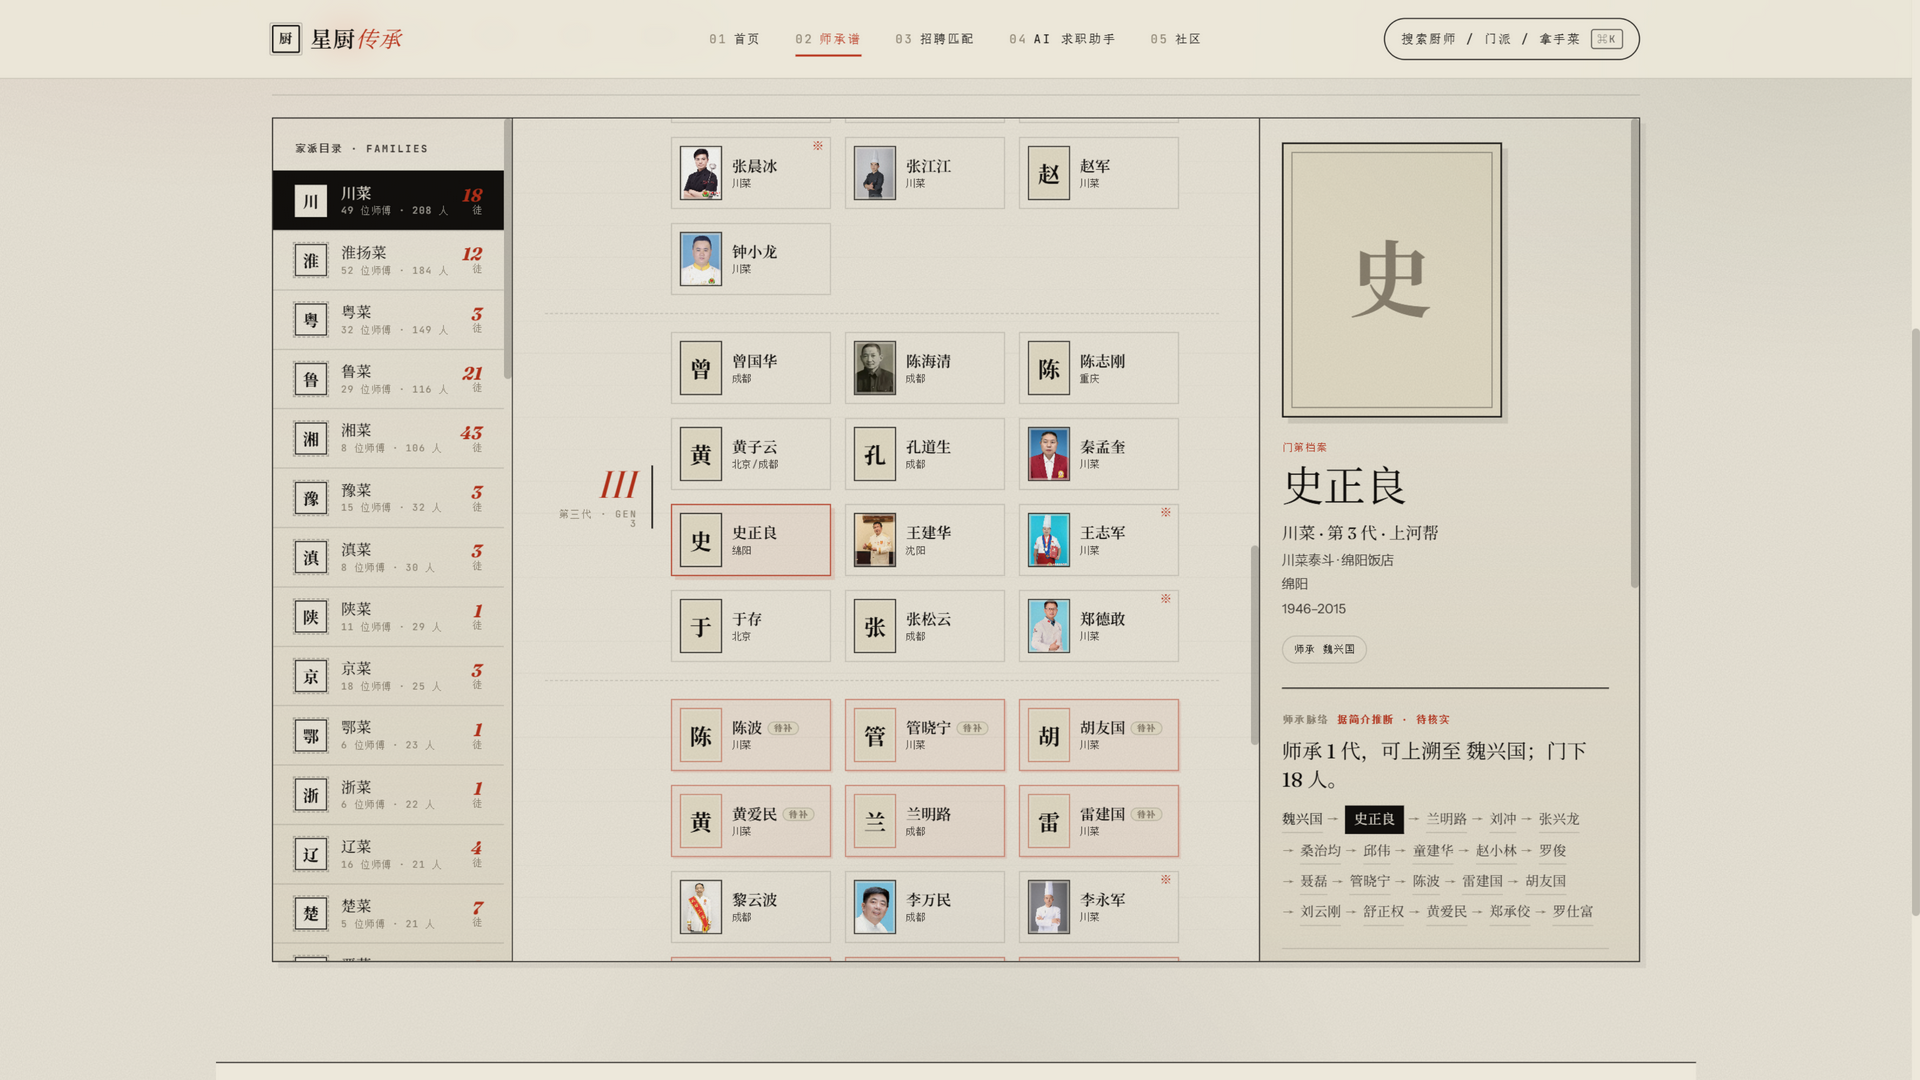 厨 星厨传承
01 首页
02 师承谱
03 招聘匹配
04 AI 求职助手
05 社区
搜索厨师 / 门派 / 拿手菜 ⌘K
家派目录 · FAMILIES
川 川菜 18
49 位师傅 · 208 人 徒
淮 淮扬菜 12
52 位师傅 · 184 人 徒
粤 粤菜 3
32 位师傅 · 149 人 徒
鲁 鲁菜 21
29 位师傅 · 116 人 徒
湘 湘菜 43
8 位师傅 · 106 人 徒
豫 豫菜 3
15 位师傅 · 32 人 徒
滇 滇菜 3
8 位师傅 · 30 人 徒
陕 陕菜 1
11 位师傅 · 29 人 徒
京 京菜 3
18 位师傅 · 25 人 徒
鄂 鄂菜 1
6 位师傅 · 23 人 徒
浙 浙菜 1
6 位师傅 · 22 人 徒
辽 辽菜 4
16 位师傅 · 21 人 徒
楚 楚菜 7
5 位师傅 · 21 人 徒
张晨冰 ※
川菜
张江江
川菜
赵 赵军
川菜
钟小龙
川菜
III
第三代 · GEN
3
曾 曾国华
成都
陈海清
成都
陈 陈志刚
重庆
黄 黄子云
北京/成都
孔 孔道生
成都
秦孟奎
川菜
史 史正良
绵阳
王建华
沈阳
王志军 ※
川菜
于 于存
北京
张 张松云
成都
郑德敢 ※
川菜
陈 陈波 待补
川菜
管 管晓宁 待补
川菜
胡 胡友国 待补
川菜
黄 黄爱民 待补
川菜
兰 兰明路
成都
雷 雷建国 待补
川菜
黎云波
成都
李万民
成都
李永军 ※
川菜
史
门第档案
史正良
川菜 · 第 3 代 · 上河帮
川菜泰斗·绵阳饭店
绵阳
1946–2015
师承 魏兴国
师承脉络 据简介推断 · 待核实
师承 1 代，可上溯至 魏兴国；门下
18 人。
魏兴国 → 史正良 → 兰明路 → 刘冲 → 张兴龙
→ 桑治均 → 邱伟 → 童建华 → 赵小林 → 罗俊
→ 聂磊 → 管晓宁 → 陈波 → 雷建国 → 胡友国
→ 刘云刚 → 舒正权 → 黄爱民 → 郑承佼 → 罗仕富